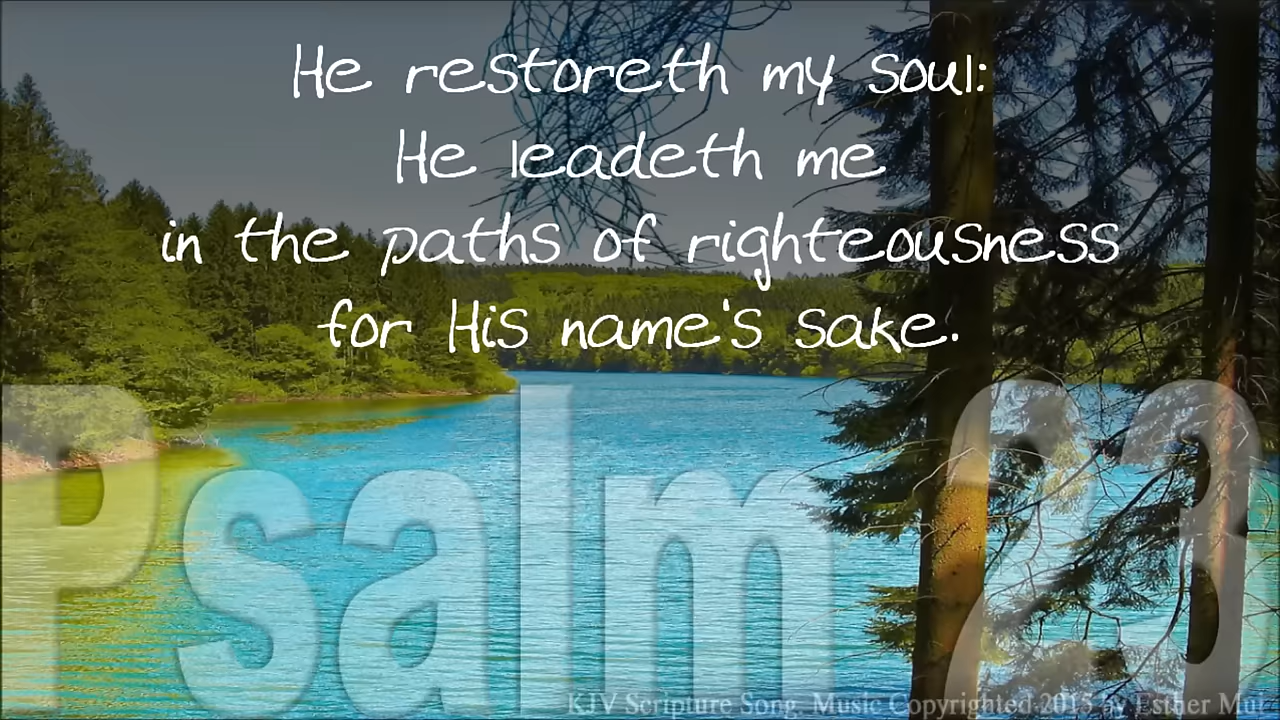 He restoreth my soul:
He leadeth me
in the paths of righteousness
for His name's sake.
Psalm 23
KJV Scripture Song. Music Copyrighted 2015 by Esther